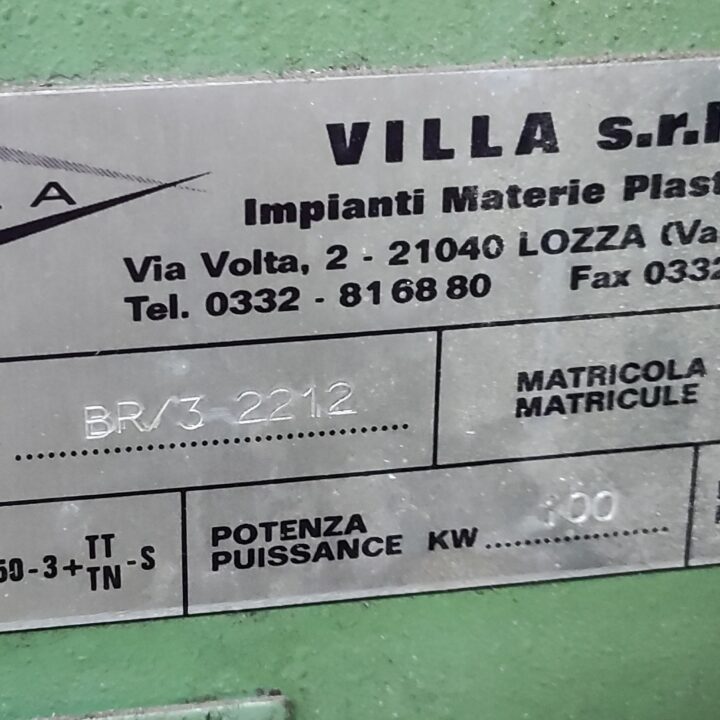 VILLA s.r.
L A
Impianti Materie Plast
Via Volta, 2 - 21040 LOZZA (Va
Tel. 0332 - 816880 Fax 0332
BR/3 2212
MATRICOLA
MATRICULE
50-3+TT/TN-S
POTENZA
PUISSANCE KW 100